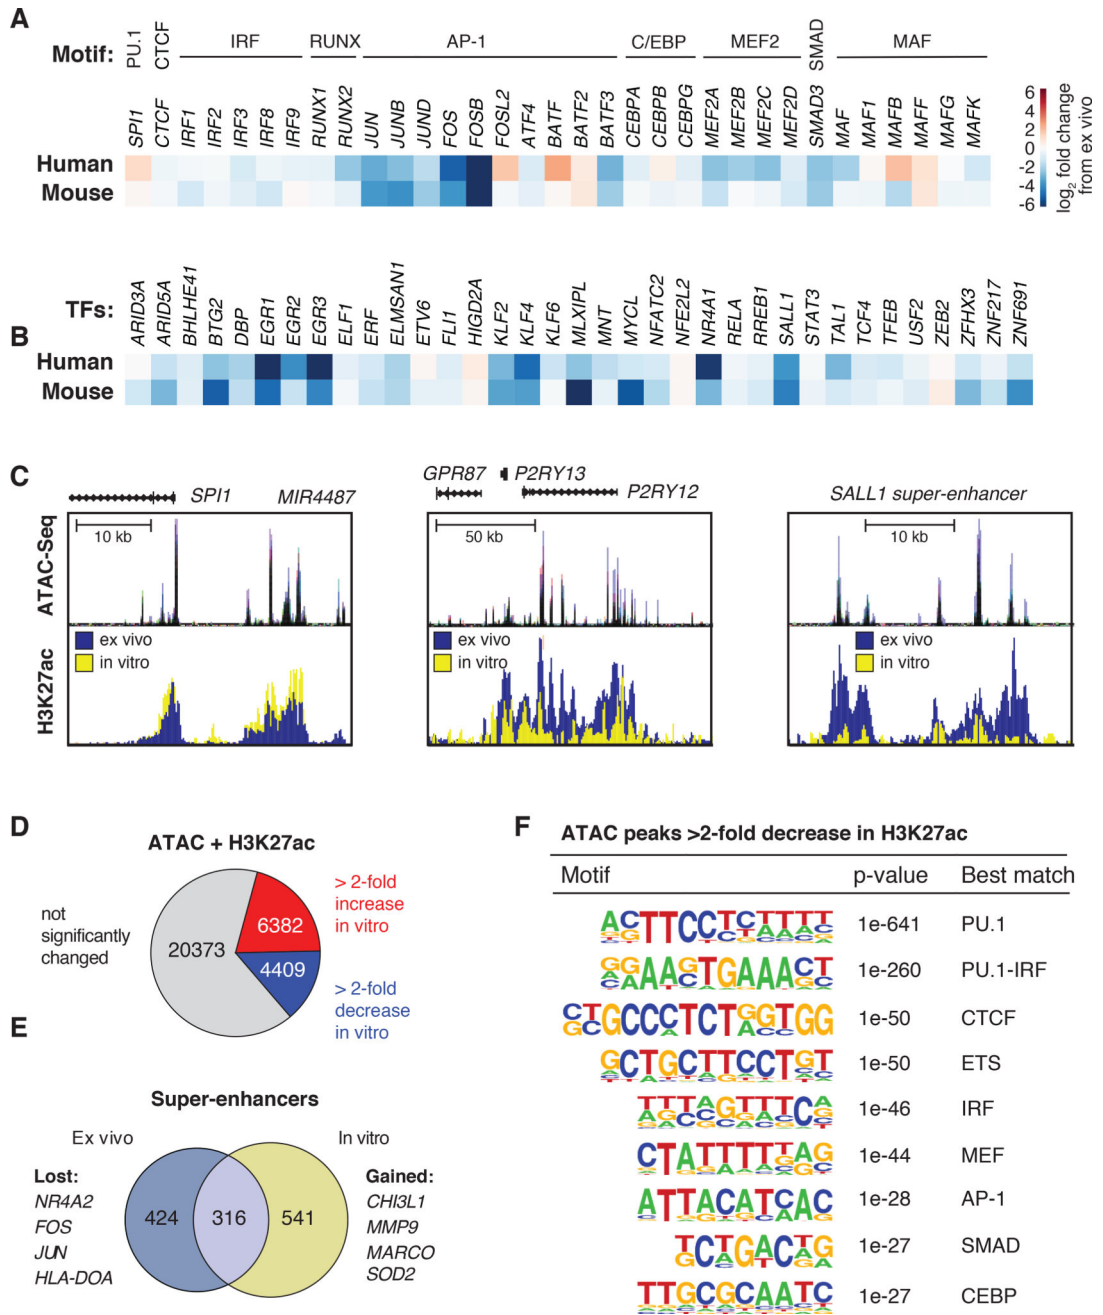 A
Motif:
PU.1 CTCF IRF RUNX AP-1 C/EBP MEF2 SMAD MAF
SPI1 CTCF IRF1 IRF2 IRF3 IRF8 IRF9 RUNX1 RUNX2 JUN JUNB JUND FOS FOSB FOSL2 ATF4 BATF BATF2 BATF3 CEBPA CEBPB CEBPG MEF2A MEF2B MEF2C MEF2D SMAD3 MAF MAF1 MAFB MAFF MAFG MAFK
Human
Mouse
6
4
2
0
-2
-4
-6
log2 fold change
from ex vivo
TFs:
ARID3A ARID5A BHLHE41 BTG2 DBP EGR1 EGR2 EGR3 ELF1 ERF ELMSAN1 ETV6 FLI1 HIGD2A KLF2 KLF4 KLF6 MLXIPL MNT MYCL NFATC2 NFE2L2 NR4A1 RELA RREB1 SALL1 STAT3 TAL1 TCF4 TFEB USF2 ZEB2 ZFHX3 ZNF217 ZNF691
B
Human
Mouse
C
SPI1 MIR4487
GPR87 P2RY13
P2RY12
SALL1 super-enhancer
ATAC-Seq
10 kb
50 kb
10 kb
H3K27ac
ex vivo
in vitro
ex vivo
in vitro
ex vivo
in vitro
D
ATAC + H3K27ac
not
significantly
changed
20373
6382
4409
> 2-fold
increase
in vitro
> 2-fold
decrease
in vitro
E
Super-enhancers
Ex vivo
In vitro
Lost:
NR4A2
FOS
JUN
HLA-DOA
424 316 541
Gained:
CHI3L1
MMP9
MARCO
SOD2
F
ATAC peaks >2-fold decrease in H3K27ac
Motif p-value Best match
1e-641 PU.1
1e-260 PU.1-IRF
1e-50 CTCF
1e-50 ETS
1e-46 IRF
1e-44 MEF
1e-28 AP-1
1e-27 SMAD
1e-27 CEBP